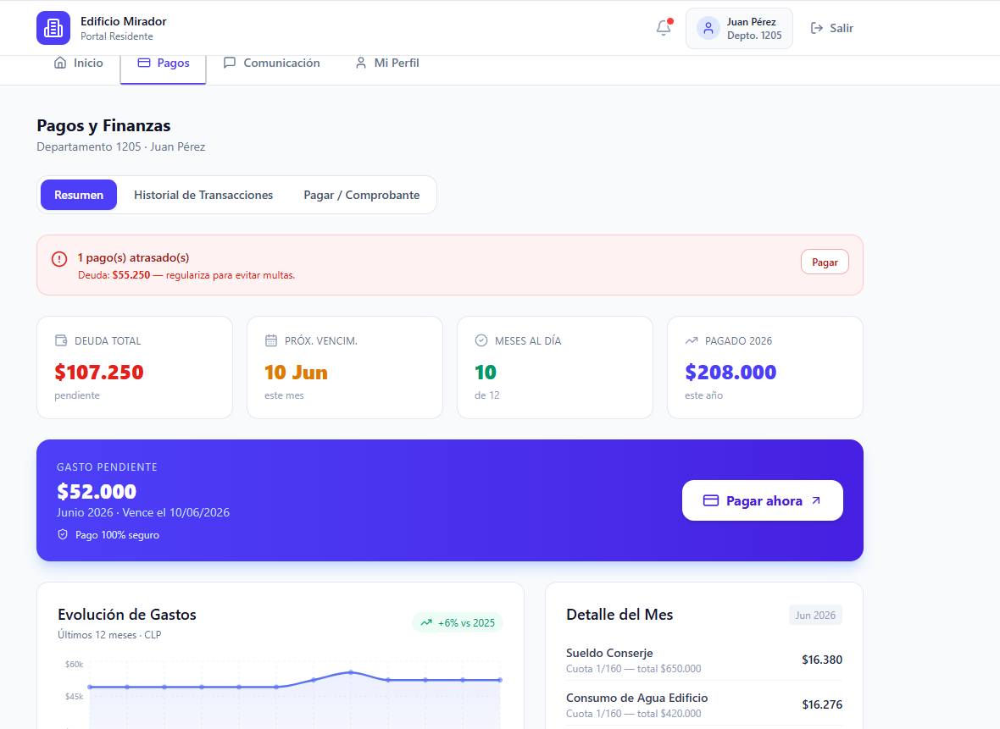 Edificio Mirador
Portal Residente
Juan Pérez
Depto. 1205
Salir
Inicio
Pagos
Comunicación
Mi Perfil
Pagos y Finanzas
Departamento 1205 · Juan Pérez
Resumen
Historial de Transacciones
Pagar / Comprobante
1 pago(s) atrasado(s)
Deuda: $55.250 — regulariza para evitar multas.
Pagar
DEUDA TOTAL
$107.250
pendiente
PRÓX. VENCIM.
10 Jun
este mes
MESES AL DÍA
10
de 12
PAGADO 2026
$208.000
este año
GASTO PENDIENTE
$52.000
Junio 2026 · Vence el 10/06/2026
Pago 100% seguro
Pagar ahora
Evolución de Gastos
Últimos 12 meses · CLP
+6% vs 2025
$60k
$45k
Detalle del Mes
Jun 2026
Sueldo Conserje
Cuota 1/160 — total $650.000
$16.380
Consumo de Agua Edificio
Cuota 1/160 — total $420.000
$16.276